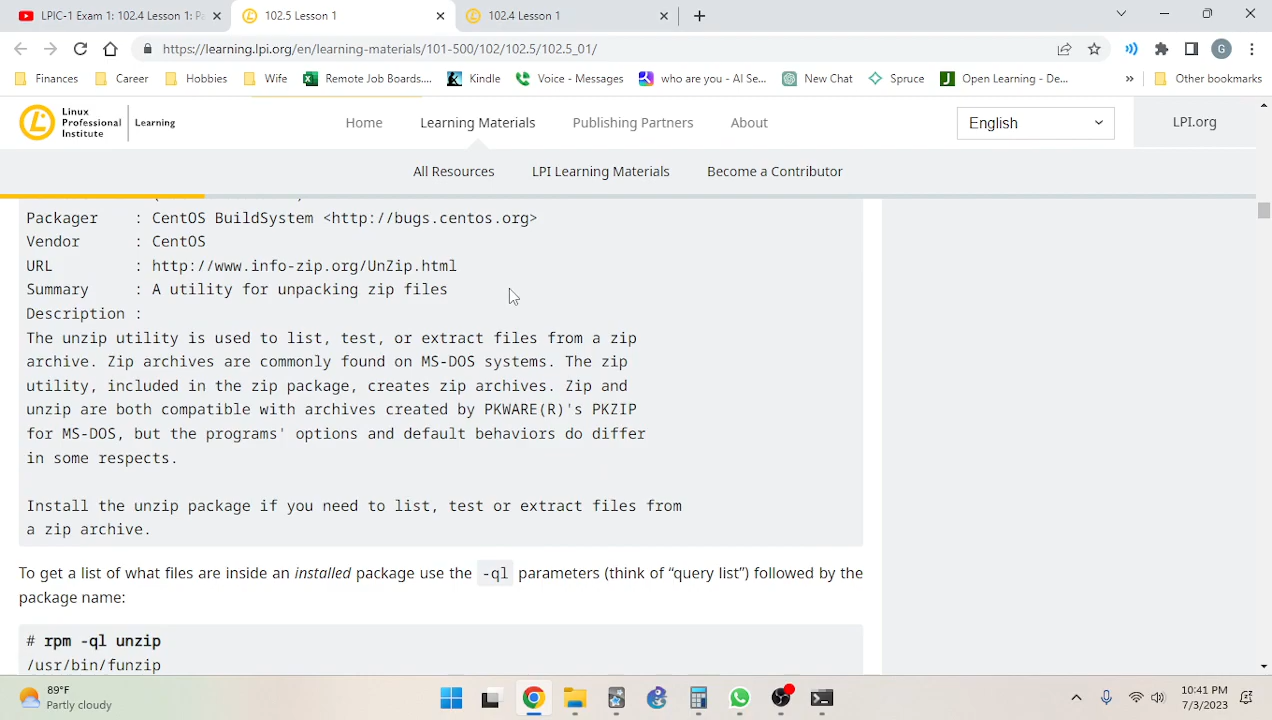 LPIC-1 Exam 1: 102.4 Lesson 1: Pa
102.5 Lesson 1
102.4 Lesson 1
https://learning.lpi.org/en/learning-materials/101-500/102/102.5/102.5_01/
G
Finances
Career
Hobbies
Wife
Remote Job Boards....
Kindle
Voice - Messages
who are you - AI Se...
New Chat
Spruce
Open Learning - De...
»
Other bookmarks
Linux
Professional
Institute
Learning
Home
Learning Materials
Publishing Partners
About
English
LPI.org
All Resources
LPI Learning Materials
Become a Contributor
Packager : CentOS BuildSystem <http://bugs.centos.org>
Vendor : CentOS
URL : http://www.info-zip.org/UnZip.html
Summary : A utility for unpacking zip files
Description :
The unzip utility is used to list, test, or extract files from a zip
archive. Zip archives are commonly found on MS-DOS systems. The zip
utility, included in the zip package, creates zip archives. Zip and
unzip are both compatible with archives created by PKWARE(R)'s PKZIP
for MS-DOS, but the programs' options and default behaviors do differ
in some respects.
Install the unzip package if you need to list, test or extract files from
a zip archive.
To get a list of what files are inside an installed package use the -ql parameters (think of “query list”) followed by the
package name:
# rpm -ql unzip
/usr/bin/funzip
89°F
Partly cloudy
10:41 PM
7/3/2023